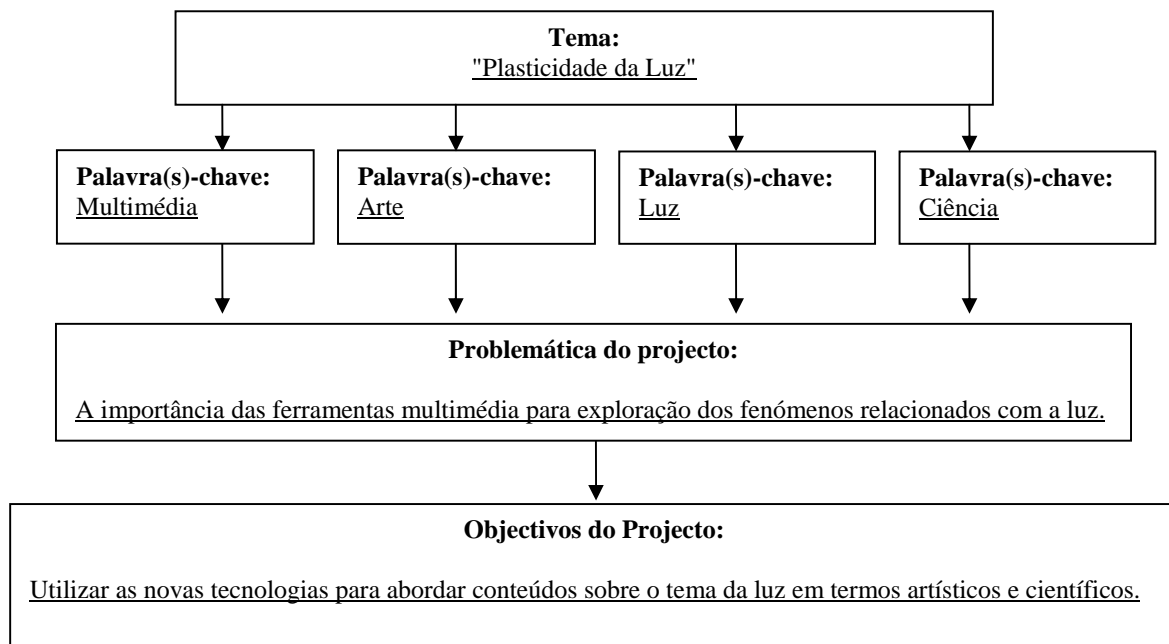 Tema:
"Plasticidade da Luz"
Palavra(s)-chave:
Multimédia
Palavra(s)-chave:
Arte
Palavra(s)-chave:
Luz
Palavra(s)-chave:
Ciência
Problemática do projecto:
A importância das ferramentas multimédia para exploração dos fenómenos relacionados com a luz.
Objectivos do Projecto:
Utilizar as novas tecnologias para abordar conteúdos sobre o tema da luz em termos artísticos e científicos.